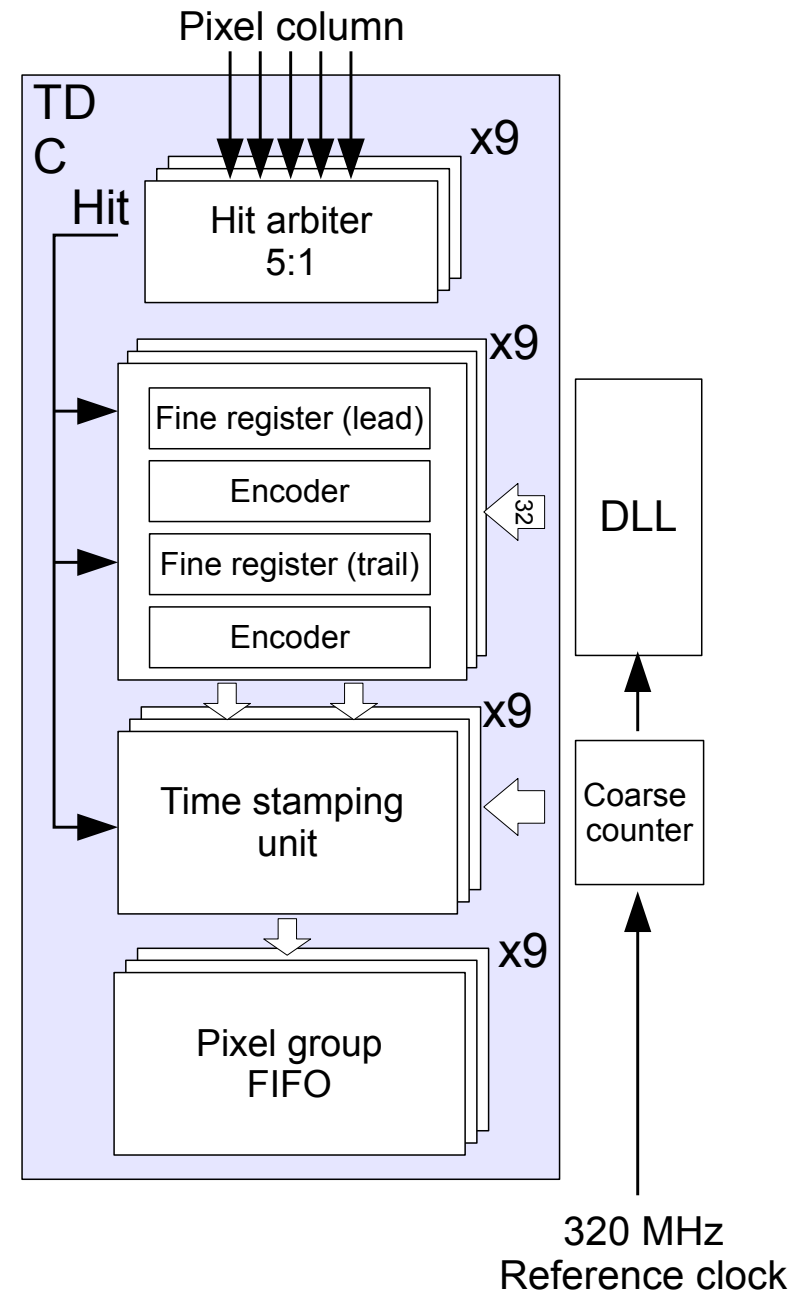 Pixel column
TD
C
x9
Hit
Hit arbiter
5:1
x9
Fine register (lead)
Encoder
32
DLL
Fine register (trail)
Encoder
x9
Time stamping
unit
Coarse
counter
x9
Pixel group
FIFO
320 MHz
Reference clock